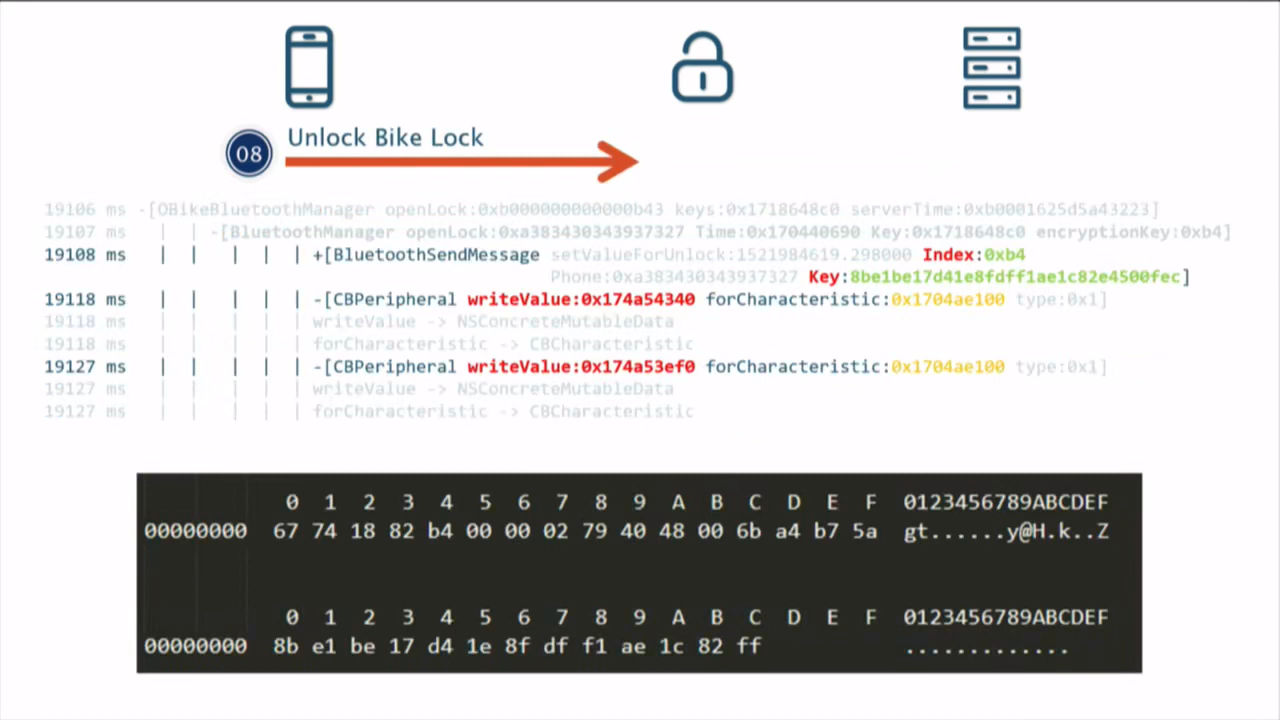 08 Unlock Bike Lock
19106 ms -[OBikeBluetoothManager openLock:0xb000000000000b43 keys:0x1718648c0 serverTime:0xb0001625d5a43223]
19107 ms | | -[BluetoothManager openLock:0xa383430343937327 Time:0x170440690 Key:0x1718648c0 encryptionKey:0xb4]
19108 ms | | | | | +[BluetoothSendMessage setValueForUnlock:1521984619.298000 Index:0xb4
Phone:0xa383430343937327 Key:8be1be17d41e8fdff1ae1c82e4500fec]
19118 ms | | | | | -[CBPeripheral writeValue:0x174a54340 forCharacteristic:0x1704ae100 type:0x1]
19118 ms | | | | | writeValue -> NSConcreteMutableData
19118 ms | | | | | forCharacteristic -> CBCharacteristic
19127 ms | | | | | -[CBPeripheral writeValue:0x174a53ef0 forCharacteristic:0x1704ae100 type:0x1]
19127 ms | | | | | writeValue -> NSConcreteMutableData
19127 ms | | | | | forCharacteristic -> CBCharacteristic
0 1 2 3 4 5 6 7 8 9 A B C D E F 0123456789ABCDEF
00000000 67 74 18 82 b4 00 00 02 79 40 48 00 6b a4 b7 5a gt......y@H.k..Z
0 1 2 3 4 5 6 7 8 9 A B C D E F 0123456789ABCDEF
00000000 8b e1 be 17 d4 1e 8f df f1 ae 1c 82 ff .............